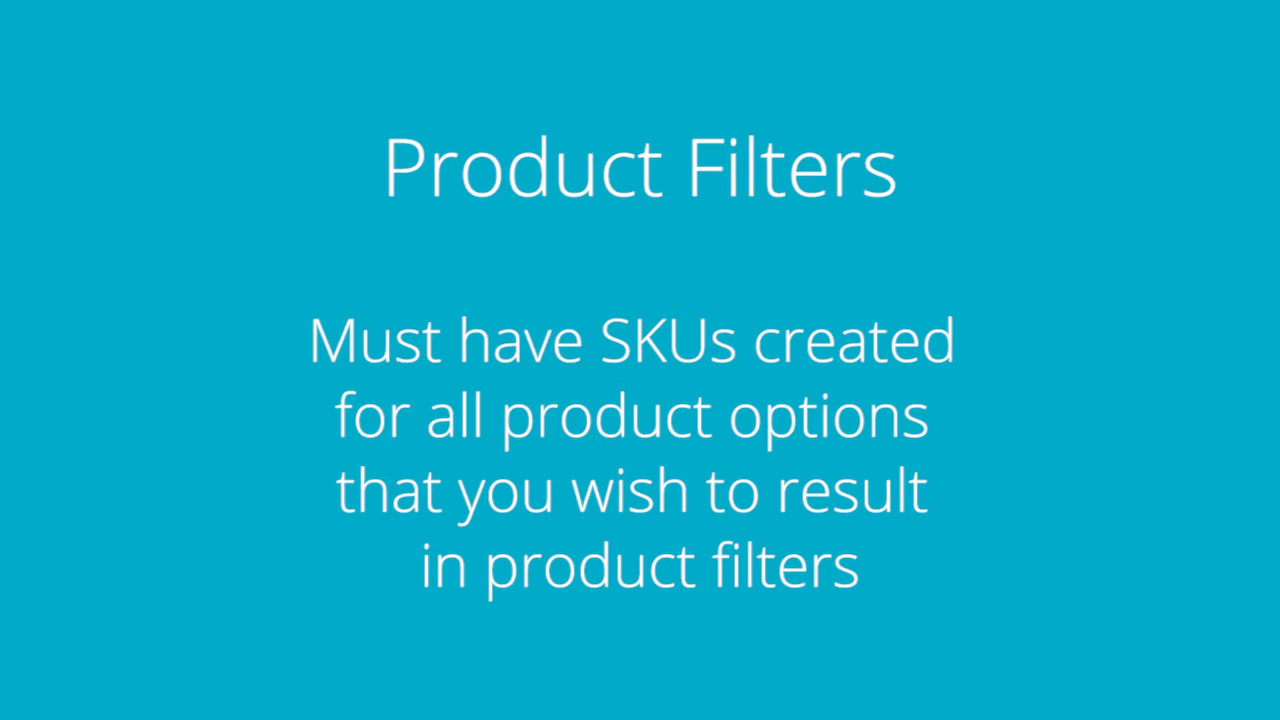 Product Filters
Must have SKUs created
for all product options
that you wish to result
in product filters